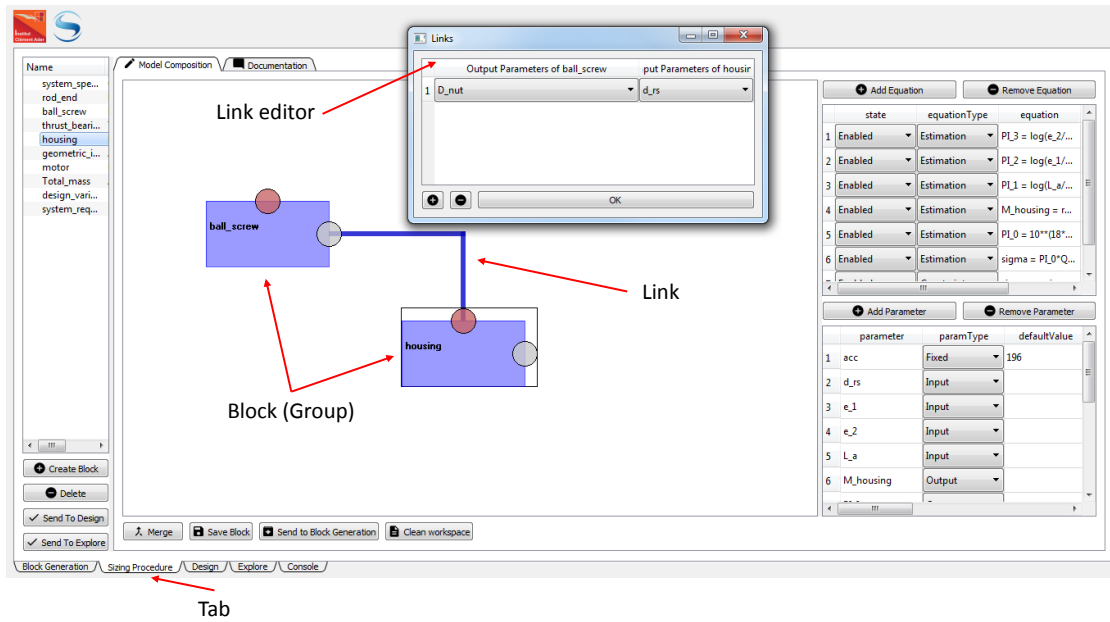 Institut
Clément Ader
Name
system_spe...
rod_end
ball_screw
thrust_beari...
housing
geometric_i...
motor
Total_mass
design_vari...
system_req...
Create Block
Delete
Send To Design
Send To Explore
Model Composition
Documentation
Link editor
Links
Output Parameters of ball_screw
put Parameters of housir
1 D_nut d_rs
OK
ball_screw
housing
Link
Block (Group)
Merge
Save Block
Send to Block Generation
Clean workspace
Add Equation
Remove Equation
state equationType equation
1 Enabled Estimation PI_3 = log(e_2/...
2 Enabled Estimation PI_2 = log(e_1/...
3 Enabled Estimation PI_1 = log(L_a/...
4 Enabled Estimation M_housing = r...
5 Enabled Estimation PI_0 = 10**(18*...
6 Enabled Estimation sigma = PI_0*Q...
Add Parameter
Remove Parameter
parameter paramType defaultValue
1 acc Fixed 196
2 d_rs Input
3 e_1 Input
4 e_2 Input
5 L_a Input
6 M_housing Output
Block Generation
Sizing Procedure
Design
Explore
Console
Tab